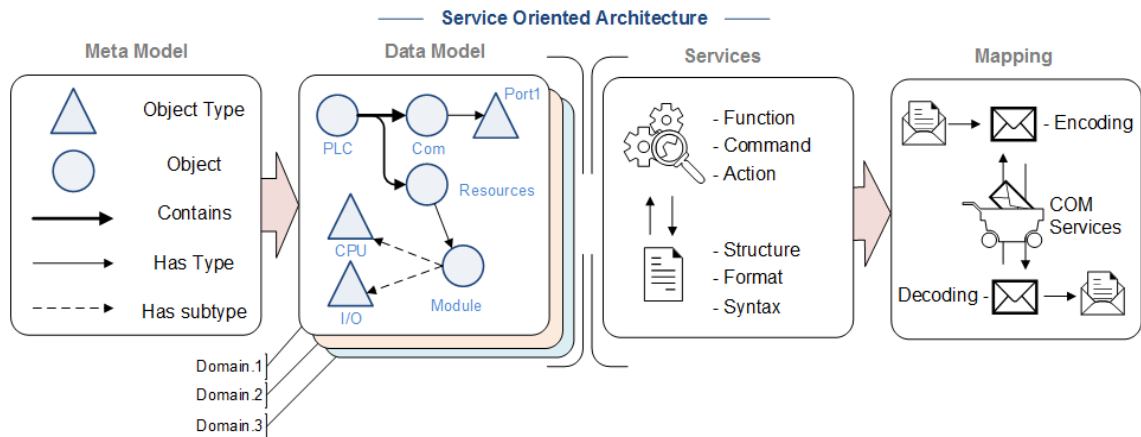 Service Oriented Architecture
Meta Model
Object Type
Object
Contains
Has Type
Has subtype
Data Model
Port1
PLC
Com
Resources
CPU
Module
I/O
Domain.1
Domain.2
Domain.3
Services
- Function
- Command
- Action
- Structure
- Format
- Syntax
Mapping
- Encoding
COM
Services
Decoding -